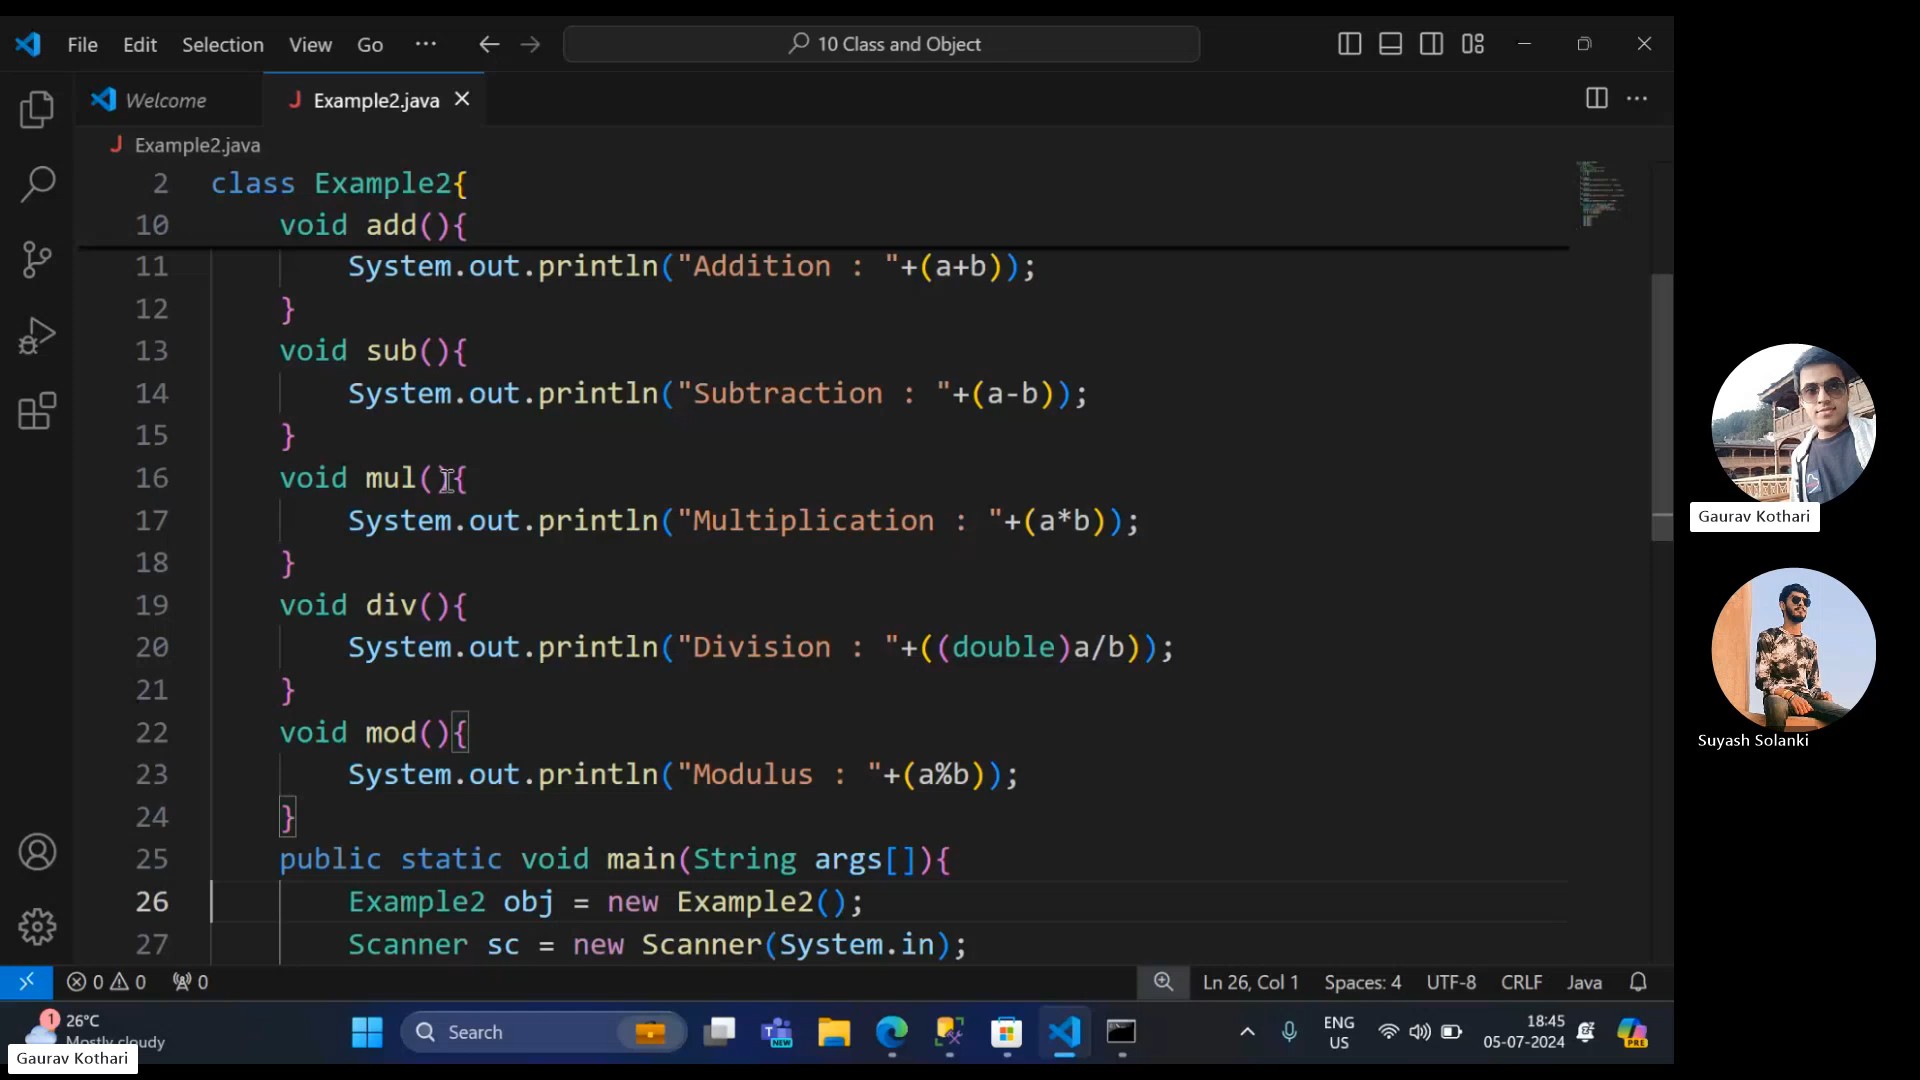 File Edit Selection View Go ··· 10 Class and Object
Welcome Example2.java
Example2.java
2 class Example2{
10 void add(){
11 System.out.println("Addition : "+(a+b));
12 }
13 void sub(){
14 System.out.println("Subtraction : "+(a-b));
15 }
16 void mul(){
17 System.out.println("Multiplication : "+(a*b));
18 }
19 void div(){
20 System.out.println("Division : "+((double)a/b));
21 }
22 void mod(){
23 System.out.println("Modulus : "+(a%b));
24 }
25 public static void main(String args[]){
26 Example2 obj = new Example2();
27 Scanner sc = new Scanner(System.in);
Gaurav Kothari
Suyash Solanki
0 0 0 Ln 26, Col 1 Spaces: 4 UTF-8 CRLF Java
1 26°C
Mostly cloudy
Search
NEW
ENG
US
18:45
05-07-2024
PRE
Gaurav Kothari